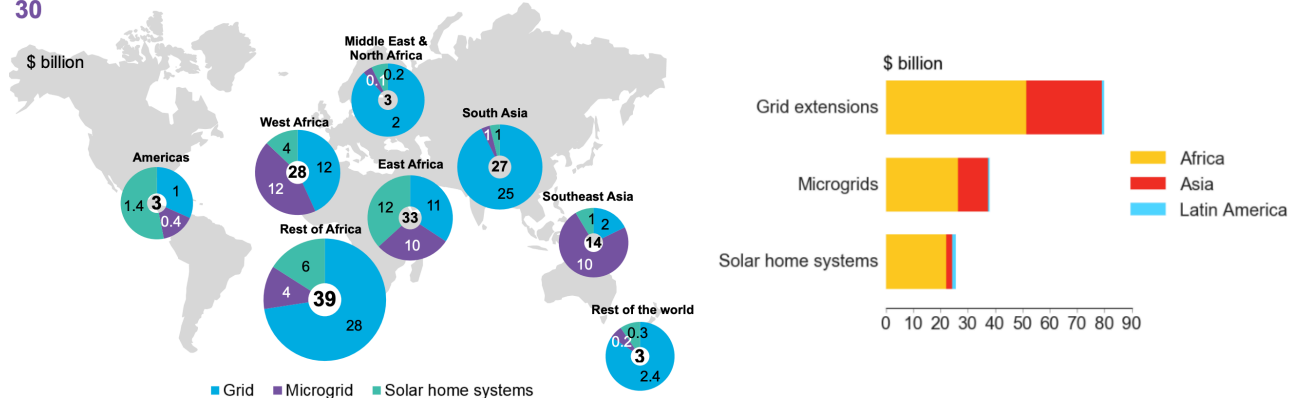 30
$ billion
Middle East &
North Africa
0.1
0.2
3
2
West Africa
4
12
28
12
South Asia
1
1
27
25
Americas
1
1.4
3
0.4
East Africa
12
11
33
10
Southeast Asia
1
2
14
10
Rest of Africa
6
4
39
28
Rest of the world
0.3
0.2
3
2.4
Grid
Microgrid
Solar home systems
$ billion
Grid extensions
Microgrids
Solar home systems
0 10 20 30 40 50 60 70 80 90
Africa
Asia
Latin America